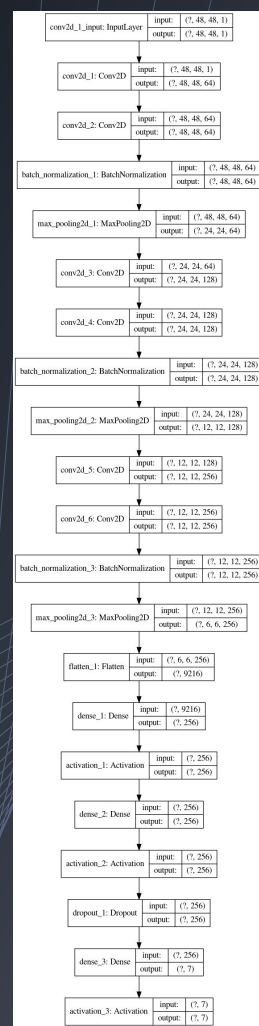 conv2d_1_input: InputLayer input: (?, 48, 48, 1)
output: (?, 48, 48, 1)
conv2d_1: Conv2D input: (?, 48, 48, 1)
output: (?, 48, 48, 64)
conv2d_2: Conv2D input: (?, 48, 48, 64)
output: (?, 48, 48, 64)
batch_normalization_1: BatchNormalization input: (?, 48, 48, 64)
output: (?, 48, 48, 64)
max_pooling2d_1: MaxPooling2D input: (?, 48, 48, 64)
output: (?, 24, 24, 64)
conv2d_3: Conv2D input: (?, 24, 24, 64)
output: (?, 24, 24, 128)
conv2d_4: Conv2D input: (?, 24, 24, 128)
output: (?, 24, 24, 128)
batch_normalization_2: BatchNormalization input: (?, 24, 24, 128)
output: (?, 24, 24, 128)
max_pooling2d_2: MaxPooling2D input: (?, 24, 24, 128)
output: (?, 12, 12, 128)
conv2d_5: Conv2D input: (?, 12, 12, 128)
output: (?, 12, 12, 256)
conv2d_6: Conv2D input: (?, 12, 12, 256)
output: (?, 12, 12, 256)
batch_normalization_3: BatchNormalization input: (?, 12, 12, 256)
output: (?, 12, 12, 256)
max_pooling2d_3: MaxPooling2D input: (?, 12, 12, 256)
output: (?, 6, 6, 256)
flatten_1: Flatten input: (?, 6, 6, 256)
output: (?, 9216)
dense_1: Dense input: (?, 9216)
output: (?, 256)
activation_1: Activation input: (?, 256)
output: (?, 256)
dense_2: Dense input: (?, 256)
output: (?, 256)
activation_2: Activation input: (?, 256)
output: (?, 256)
dropout_1: Dropout input: (?, 256)
output: (?, 256)
dense_3: Dense input: (?, 256)
output: (?, 7)
activation_3: Activation input: (?, 7)
output: (?, 7)